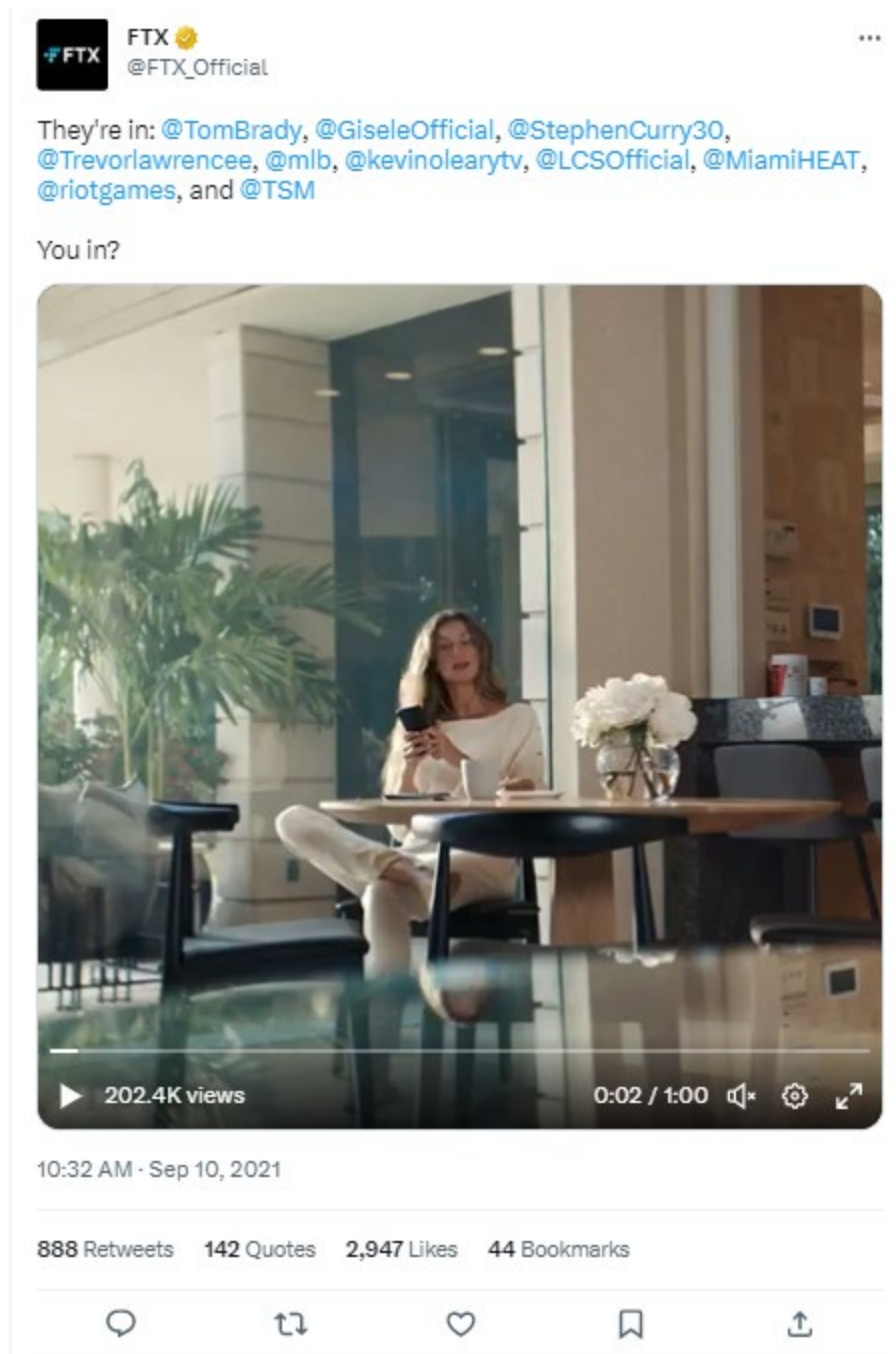 FTX
FTX
@FTX_Official
They're in: @TomBrady, @GiseleOfficial, @StephenCurry30,
@Trevorlawrencee, @mlb, @kevinolearytv, @LCSOfficial, @MiamiHEAT,
@riotgames, and @TSM
You in?
202.4K views
0:02 / 1:00
10:32 AM · Sep 10, 2021
888 Retweets 142 Quotes 2,947 Likes 44 Bookmarks